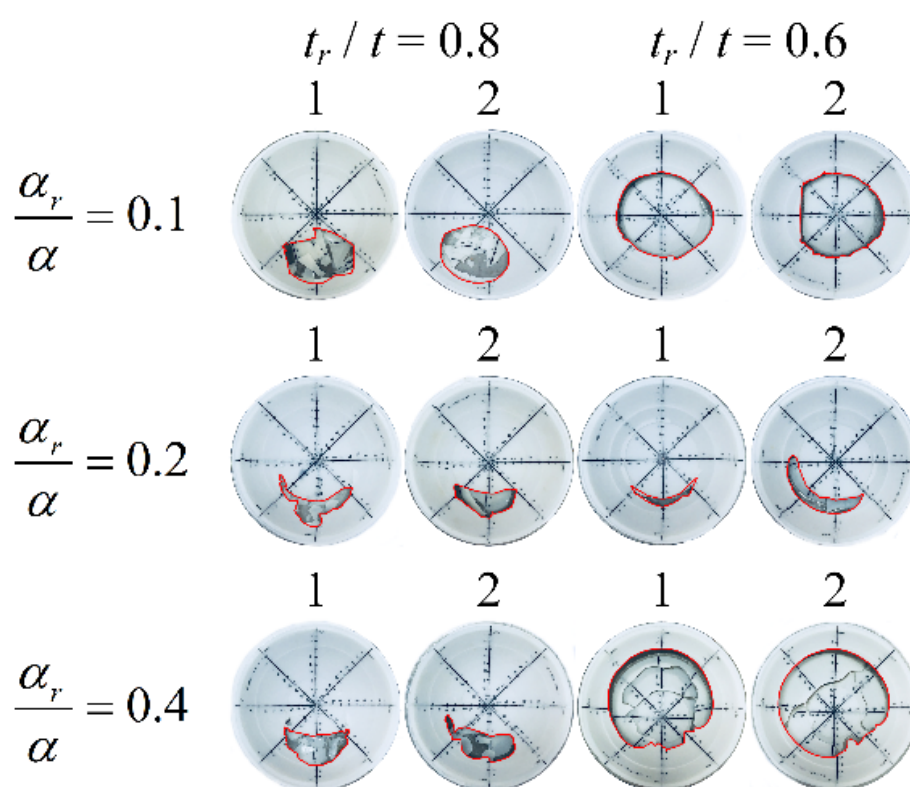 t_r / t = 0.8 t_r / t = 0.6
1 2 1 2
α_r/α = 0.1
1 2 1 2
α_r/α = 0.2
1 2 1 2
α_r/α = 0.4